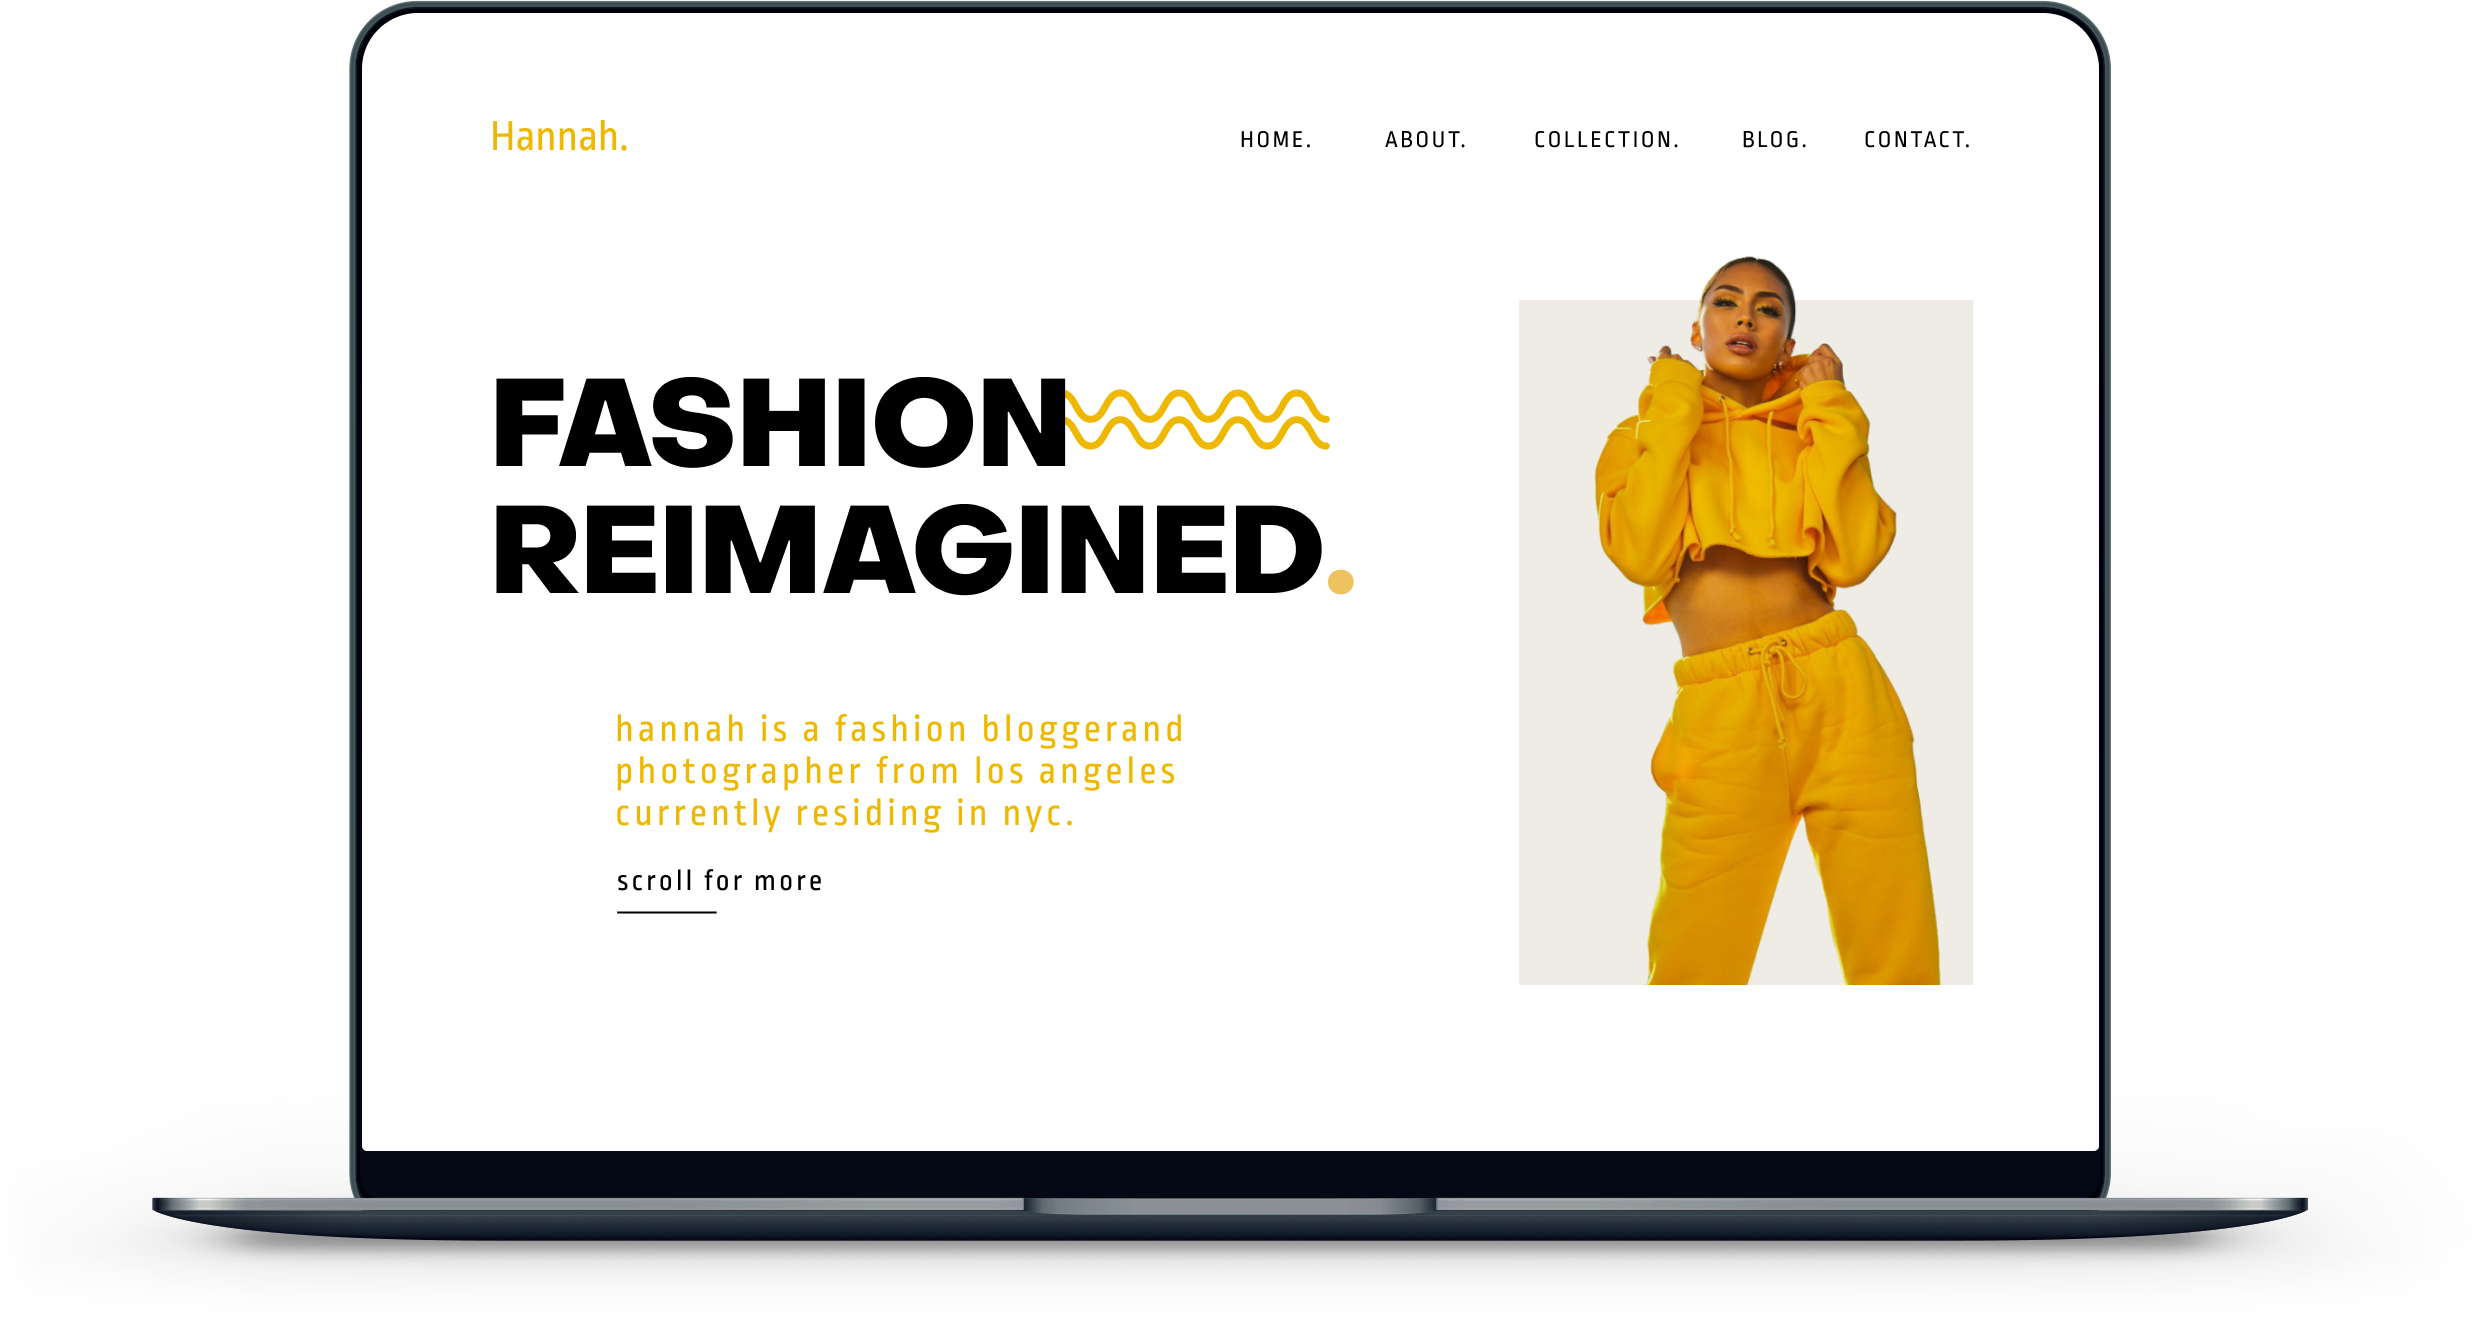 Hannah.
HOME. ABOUT. COLLECTION. BLOG. CONTACT.
FASHION
REIMAGINED.
hannah is a fashion bloggerand
photographer from los angeles
currently residing in nyc.
scroll for more